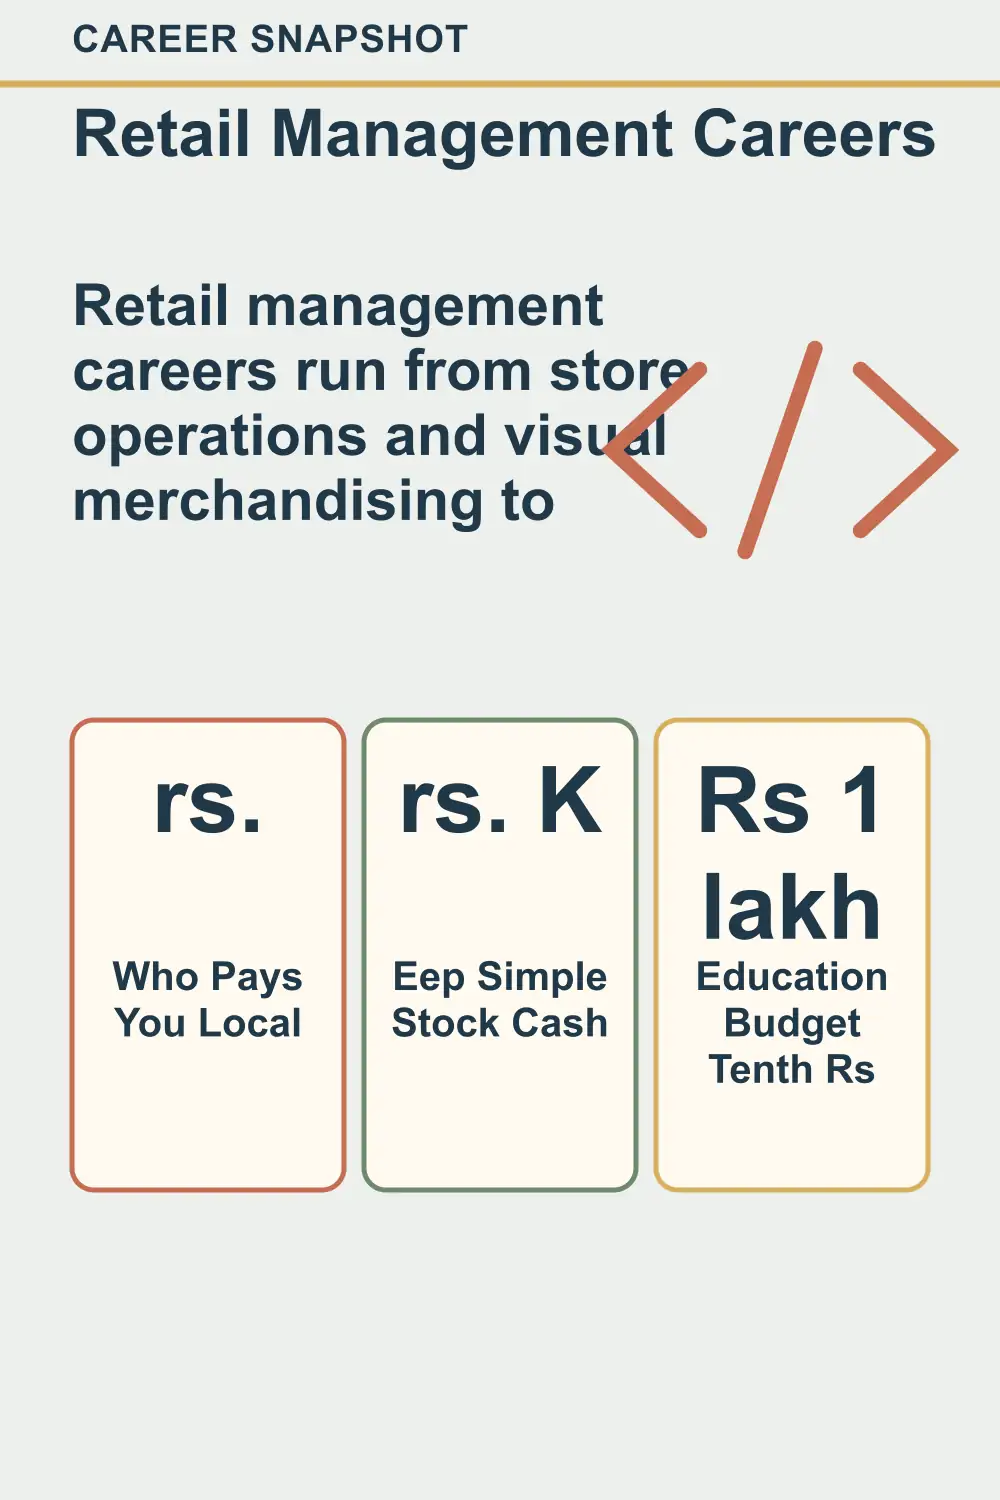 CAREER SNAPSHOT
Retail Management Careers
Retail management
careers run from store
operations and visual
merchandising to
rs.
Who Pays
You Local
rs. K
Eep Simple
Stock Cash
Rs 1
lakh
Education
Budget
Tenth Rs